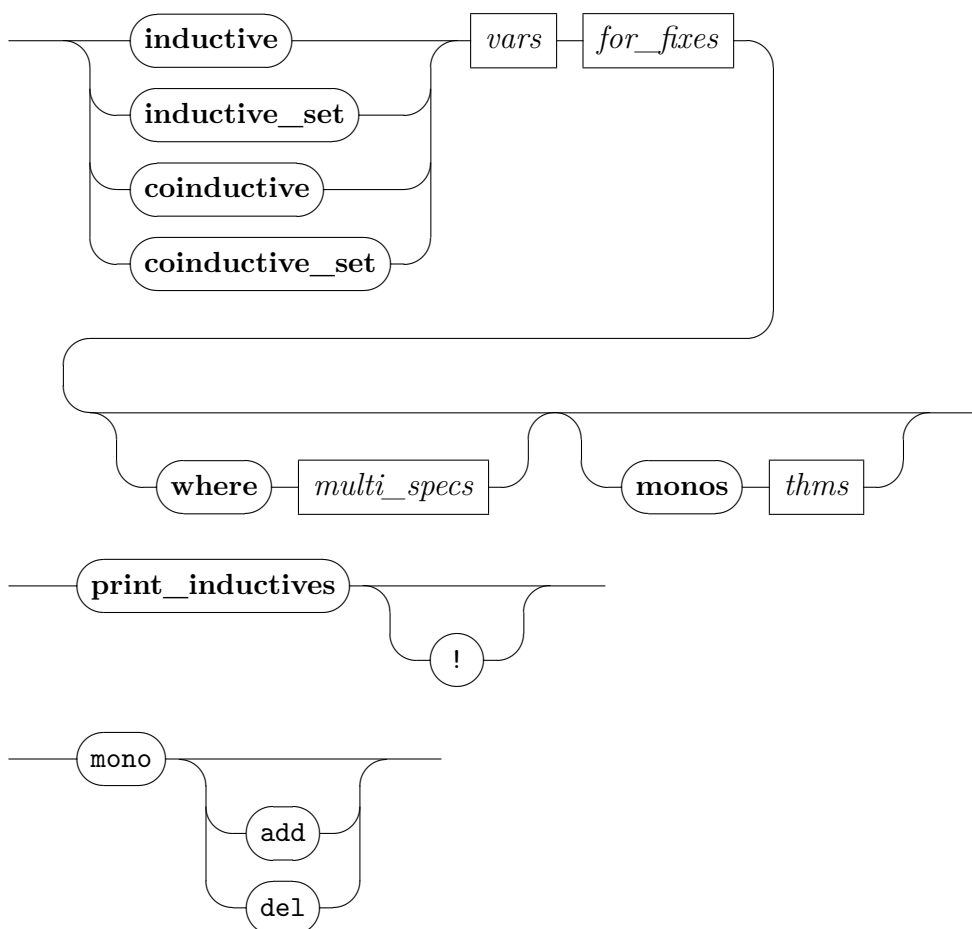 inductive vars for_fixes
inductive_set
coinductive
coinductive_set
where multi_specs monos thms
print_inductives
!
mono
add
del